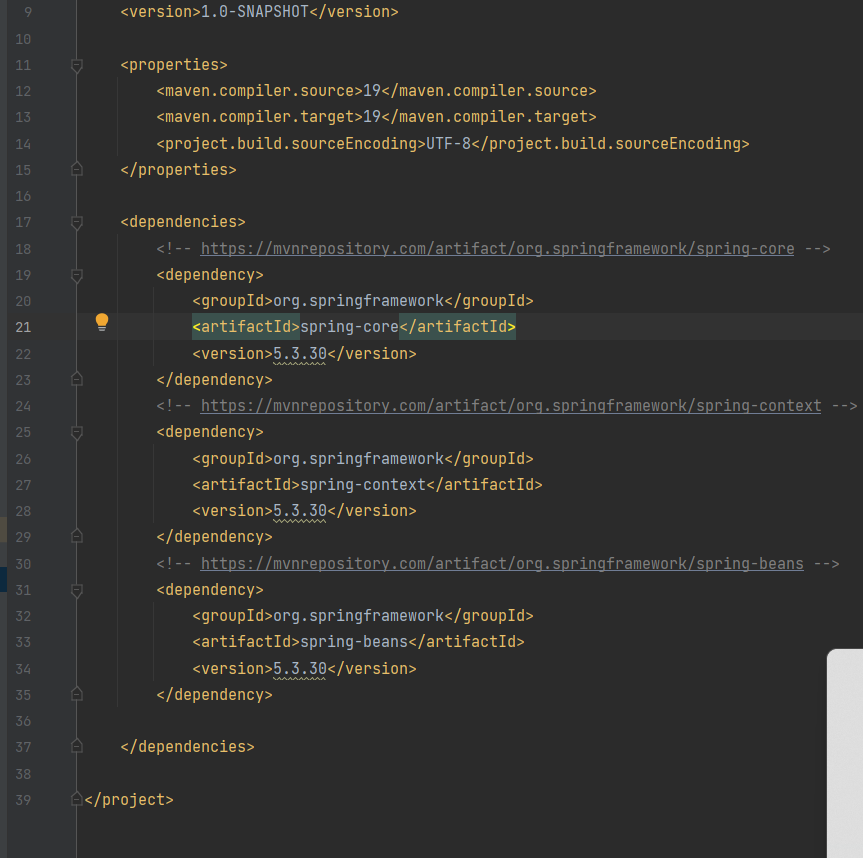 9 <version>1.0-SNAPSHOT</version>
10
11 <properties>
12 <maven.compiler.source>19</maven.compiler.source>
13 <maven.compiler.target>19</maven.compiler.target>
14 <project.build.sourceEncoding>UTF-8</project.build.sourceEncoding>
15 </properties>
16
17 <dependencies>
18 <!-- https://mvnrepository.com/artifact/org.springframework/spring-core -->
19 <dependency>
20 <groupId>org.springframework</groupId>
21 <artifactId>spring-core</artifactId>
22 <version>5.3.30</version>
23 </dependency>
24 <!-- https://mvnrepository.com/artifact/org.springframework/spring-context -->
25 <dependency>
26 <groupId>org.springframework</groupId>
27 <artifactId>spring-context</artifactId>
28 <version>5.3.30</version>
29 </dependency>
30 <!-- https://mvnrepository.com/artifact/org.springframework/spring-beans -->
31 <dependency>
32 <groupId>org.springframework</groupId>
33 <artifactId>spring-beans</artifactId>
34 <version>5.3.30</version>
35 </dependency>
36
37 </dependencies>
38
39 </project>